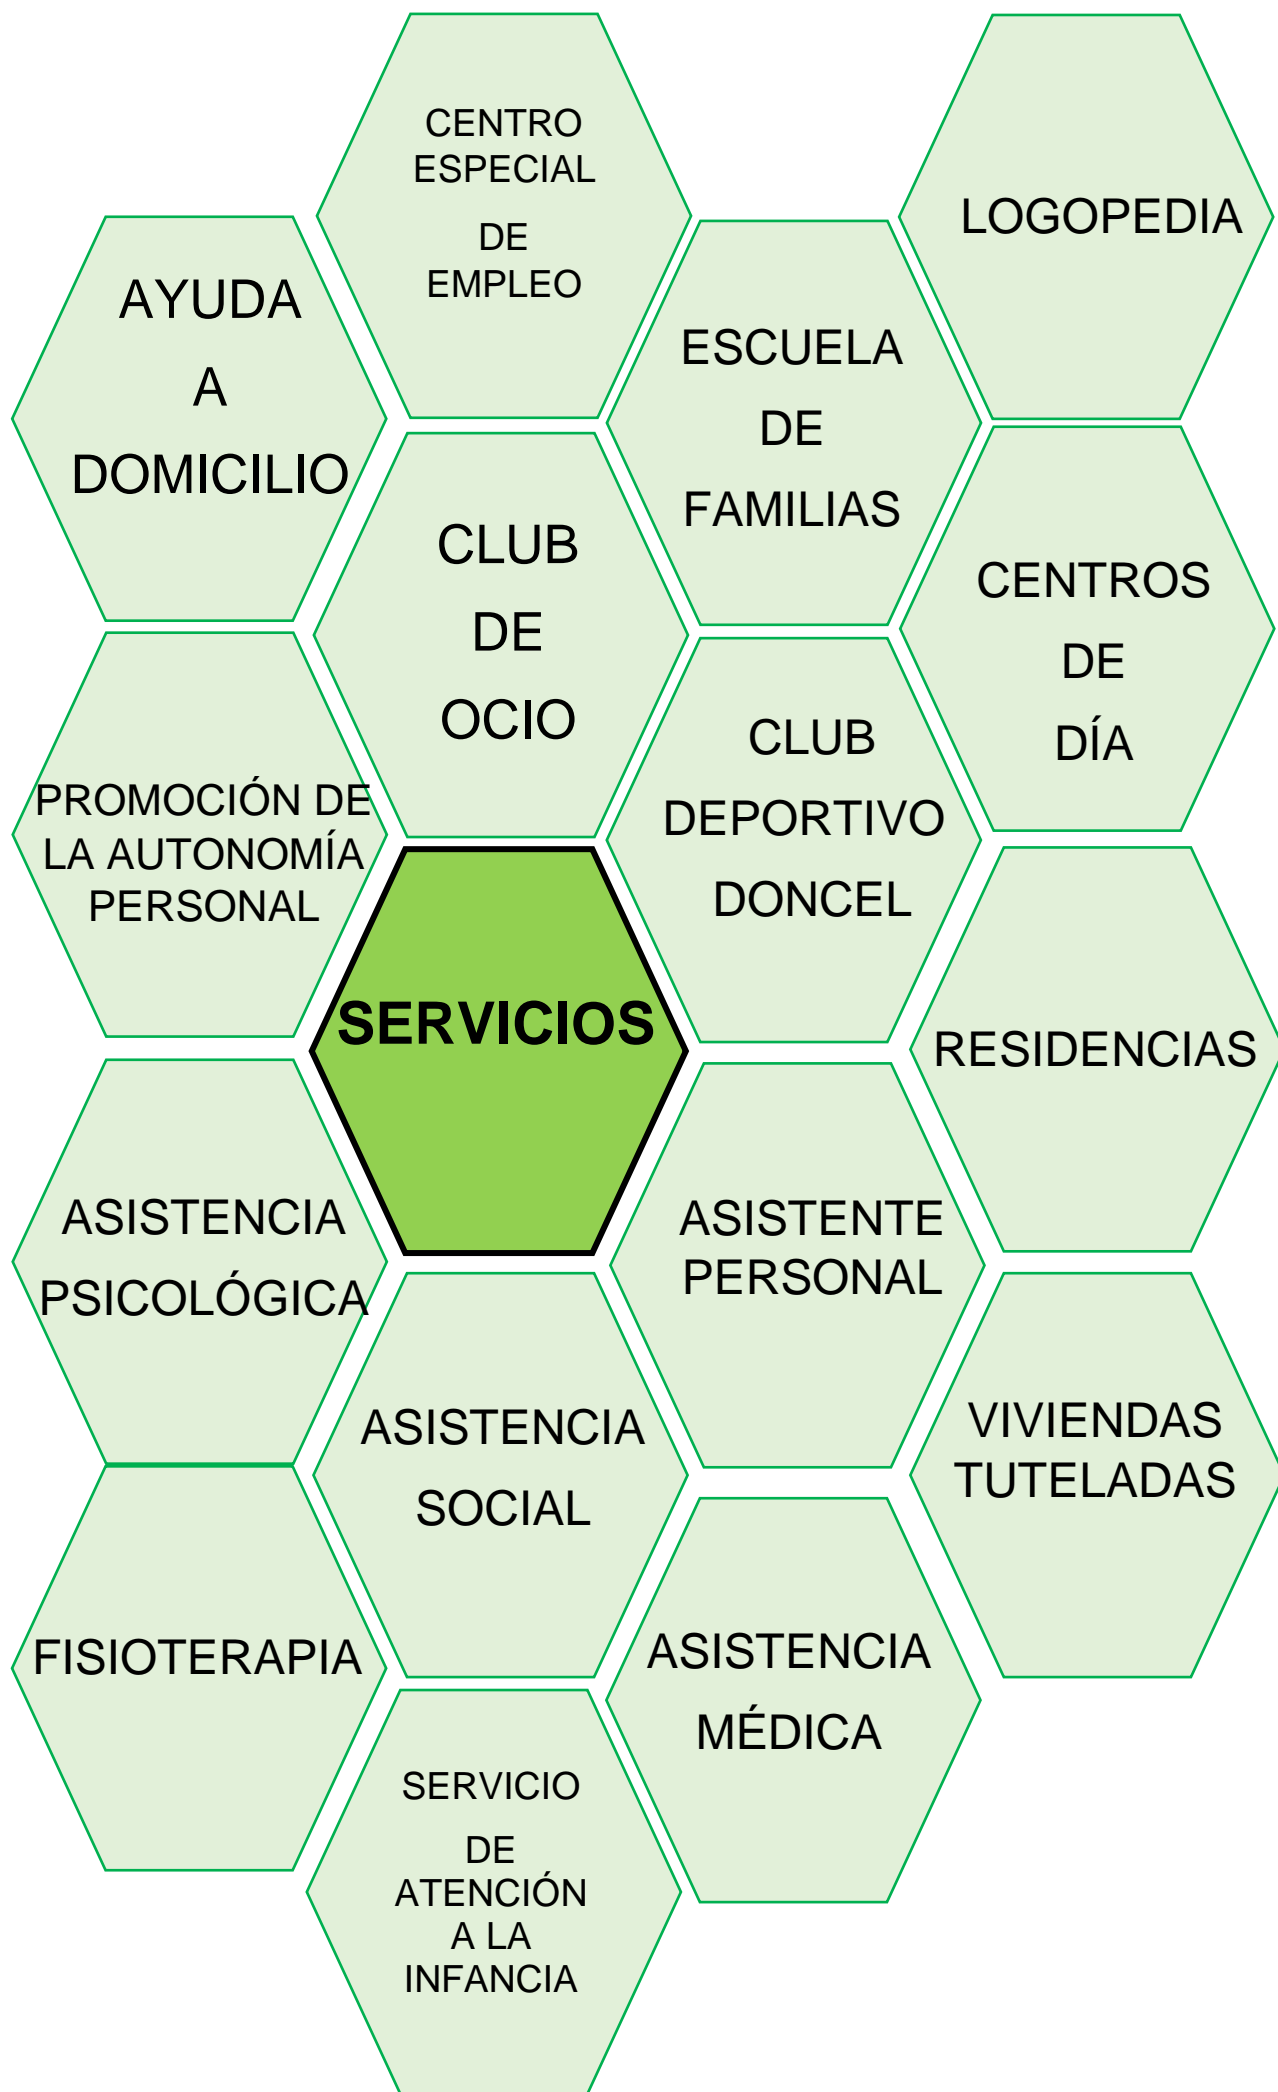 CENTRO
ESPECIAL
DE
EMPLEO
LOGOPEDIA
AYUDA
A
DOMICILIO
ESCUELA
DE
FAMILIAS
CLUB
DE
OCIO
CENTROS
DE
DÍA
PROMOCIÓN DE
LA AUTONOMÍA
PERSONAL
CLUB
DEPORTIVO
DONCEL
SERVICIOS
RESIDENCIAS
ASISTENCIA
PSICOLÓGICA
ASISTENTE
PERSONAL
ASISTENCIA
SOCIAL
VIVIENDAS
TUTELADAS
FISIOTERAPIA
ASISTENCIA
MÉDICA
SERVICIO
DE
ATENCIÓN
A LA
INFANCIA